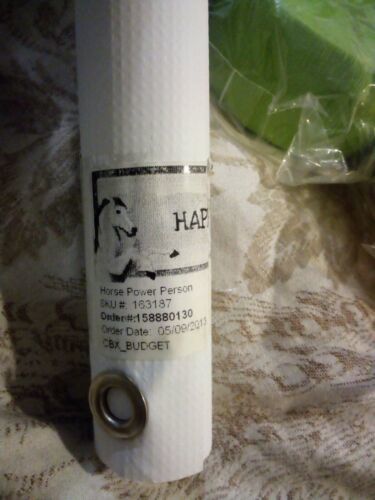 HAP
Horse Power Person
SKU #: 163187
Order#:158880130
Order Date: 05/09/2013
CBX_BUDGET